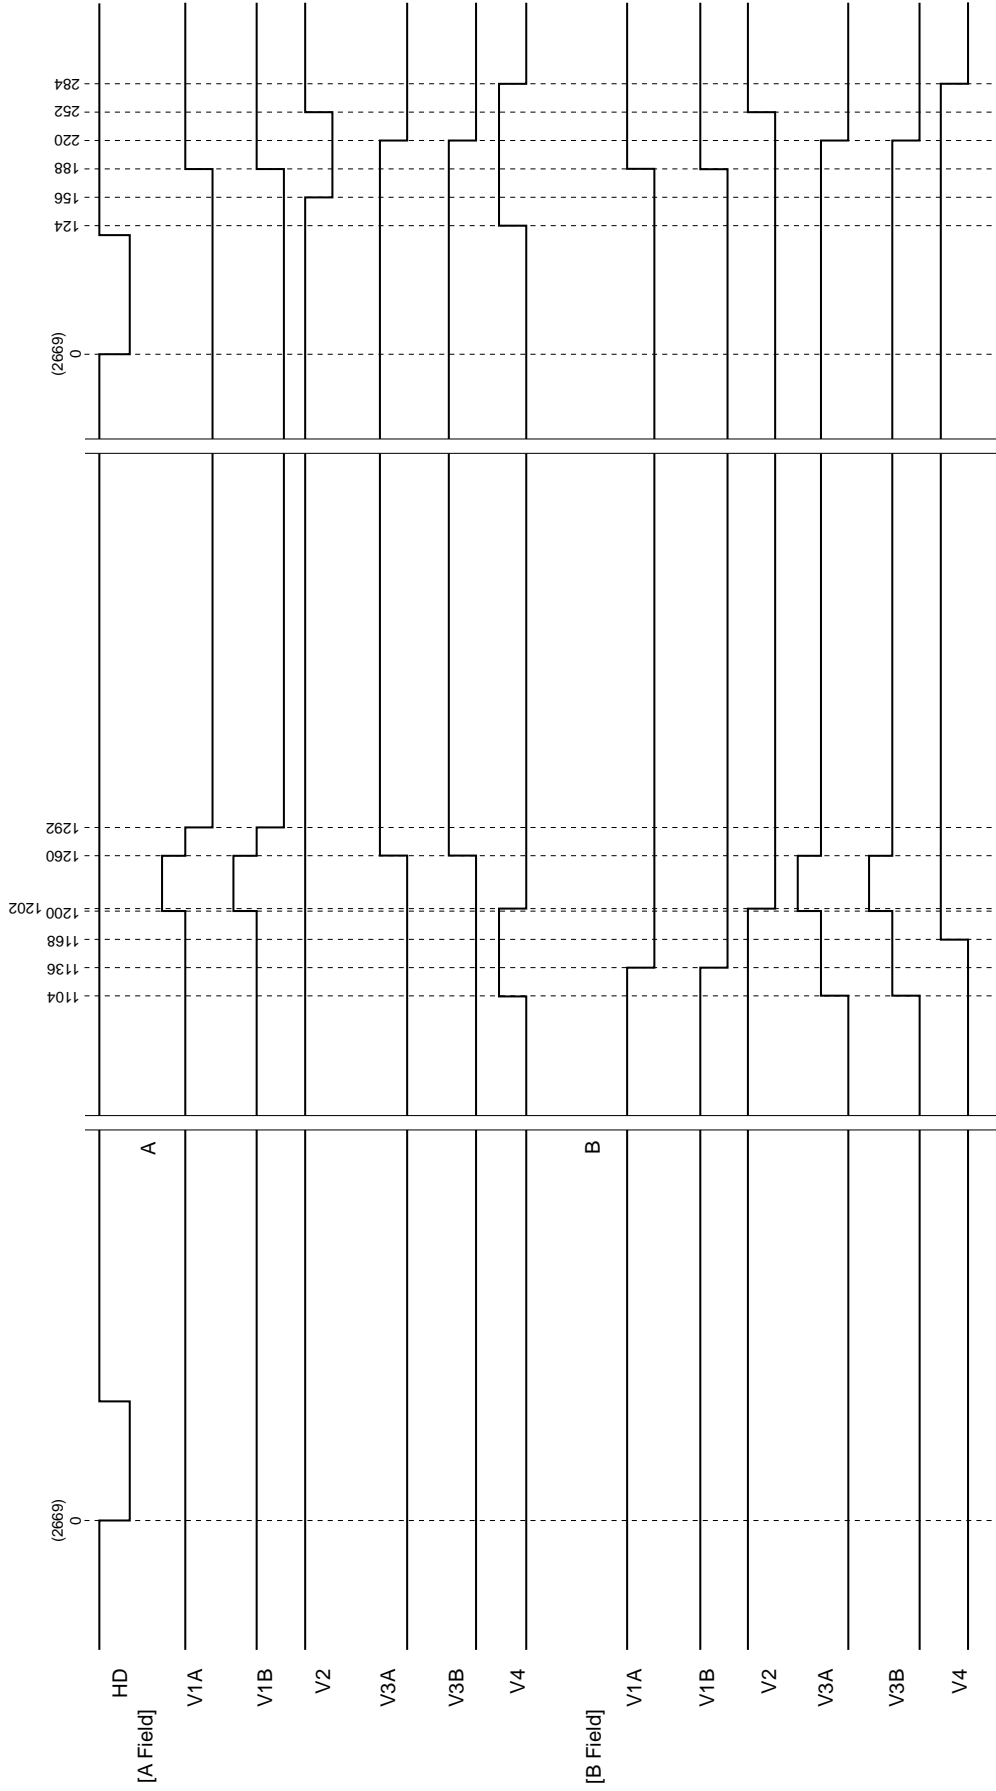 1202
(2669) (2669)
0 1104 1136 1168 1200 1260 1292 0 124 156 188 220 252 284
HD
[A Field] A
V1A
V1B
V2
V3A
V3B
V4
[B Field] B
V1A
V1B
V2
V3A
V3B
V4